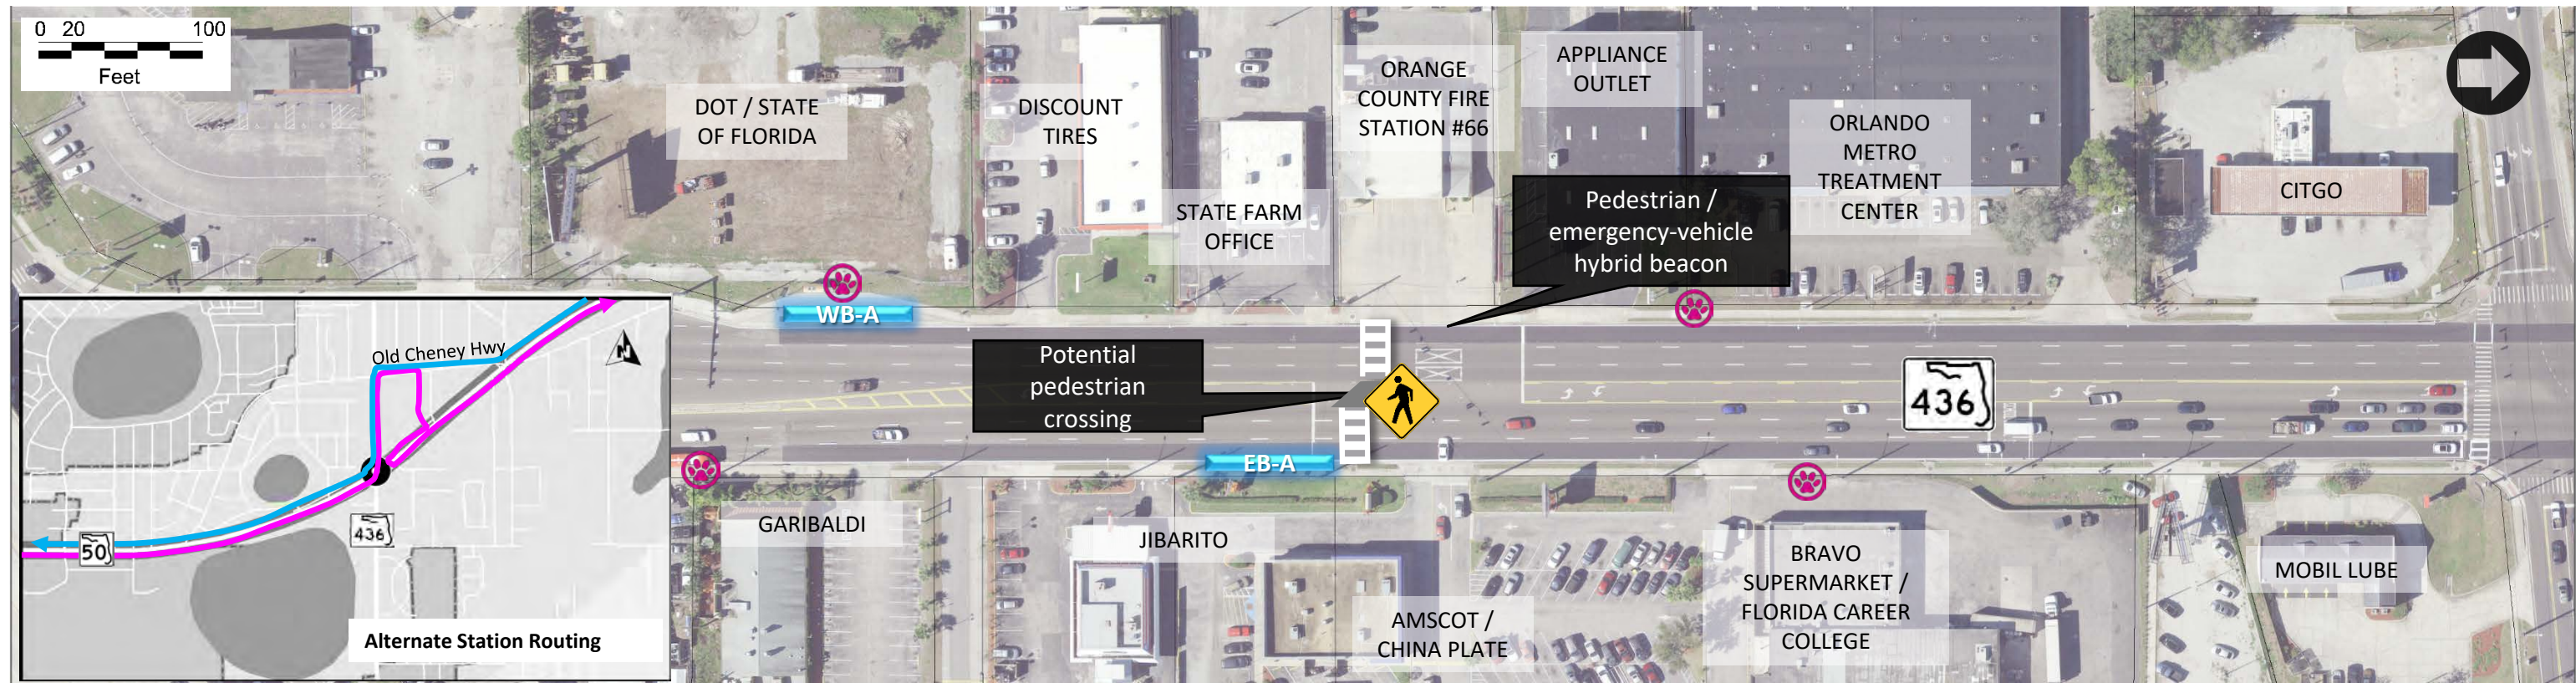 0 20 100
Feet
DOT / STATE
OF FLORIDA
DISCOUNT
TIRES
STATE FARM
OFFICE
ORANGE
COUNTY FIRE
STATION #66
APPLIANCE
OUTLET
ORLANDO
METRO
TREATMENT
CENTER
CITGO
Pedestrian /
emergency-vehicle
hybrid beacon
WB-A
Potential
pedestrian
crossing
436
EB-A
Old Cheney Hwy
N
50
436
Alternate Station Routing
GARIBALDI
JIBARITO
AMSCOT /
CHINA PLATE
BRAVO
SUPERMARKET /
FLORIDA CAREER
COLLEGE
MOBIL LUBE